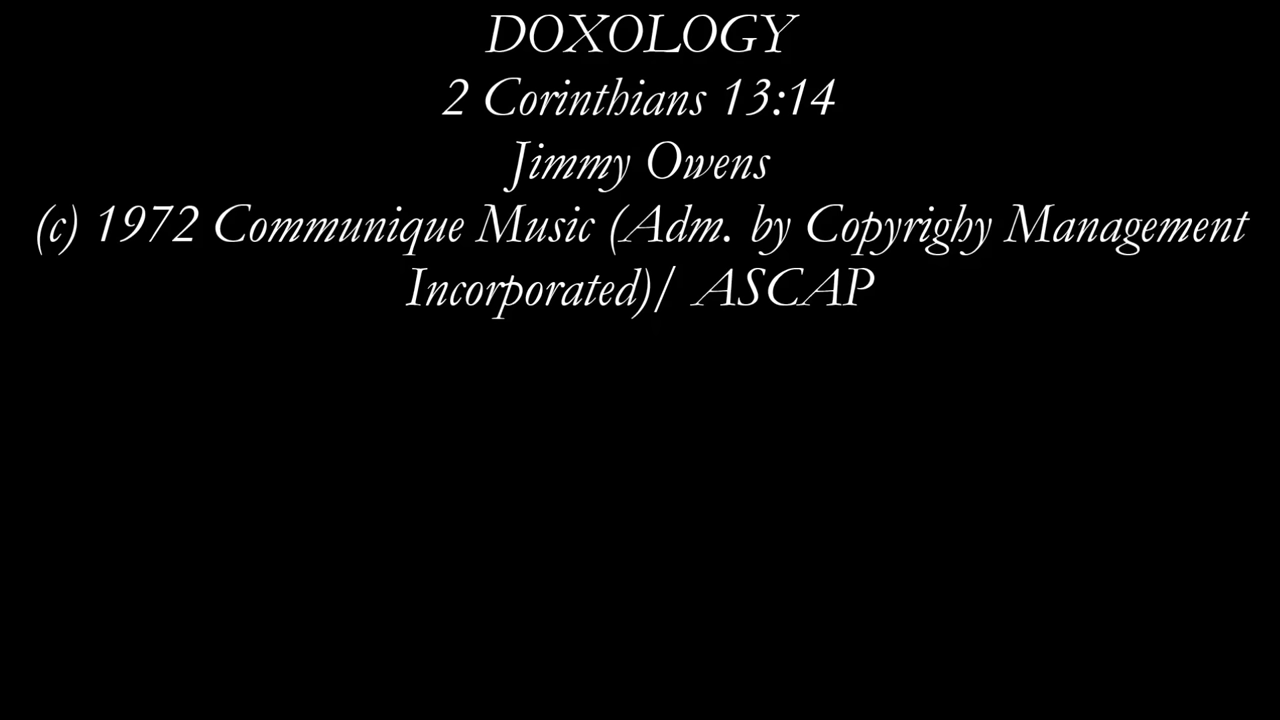 DOXOLOGY
2 Corinthians 13:14
Jimmy Owens
(c) 1972 Communique Music (Adm. by Copyrighy Management
Incorporated)/ ASCAP